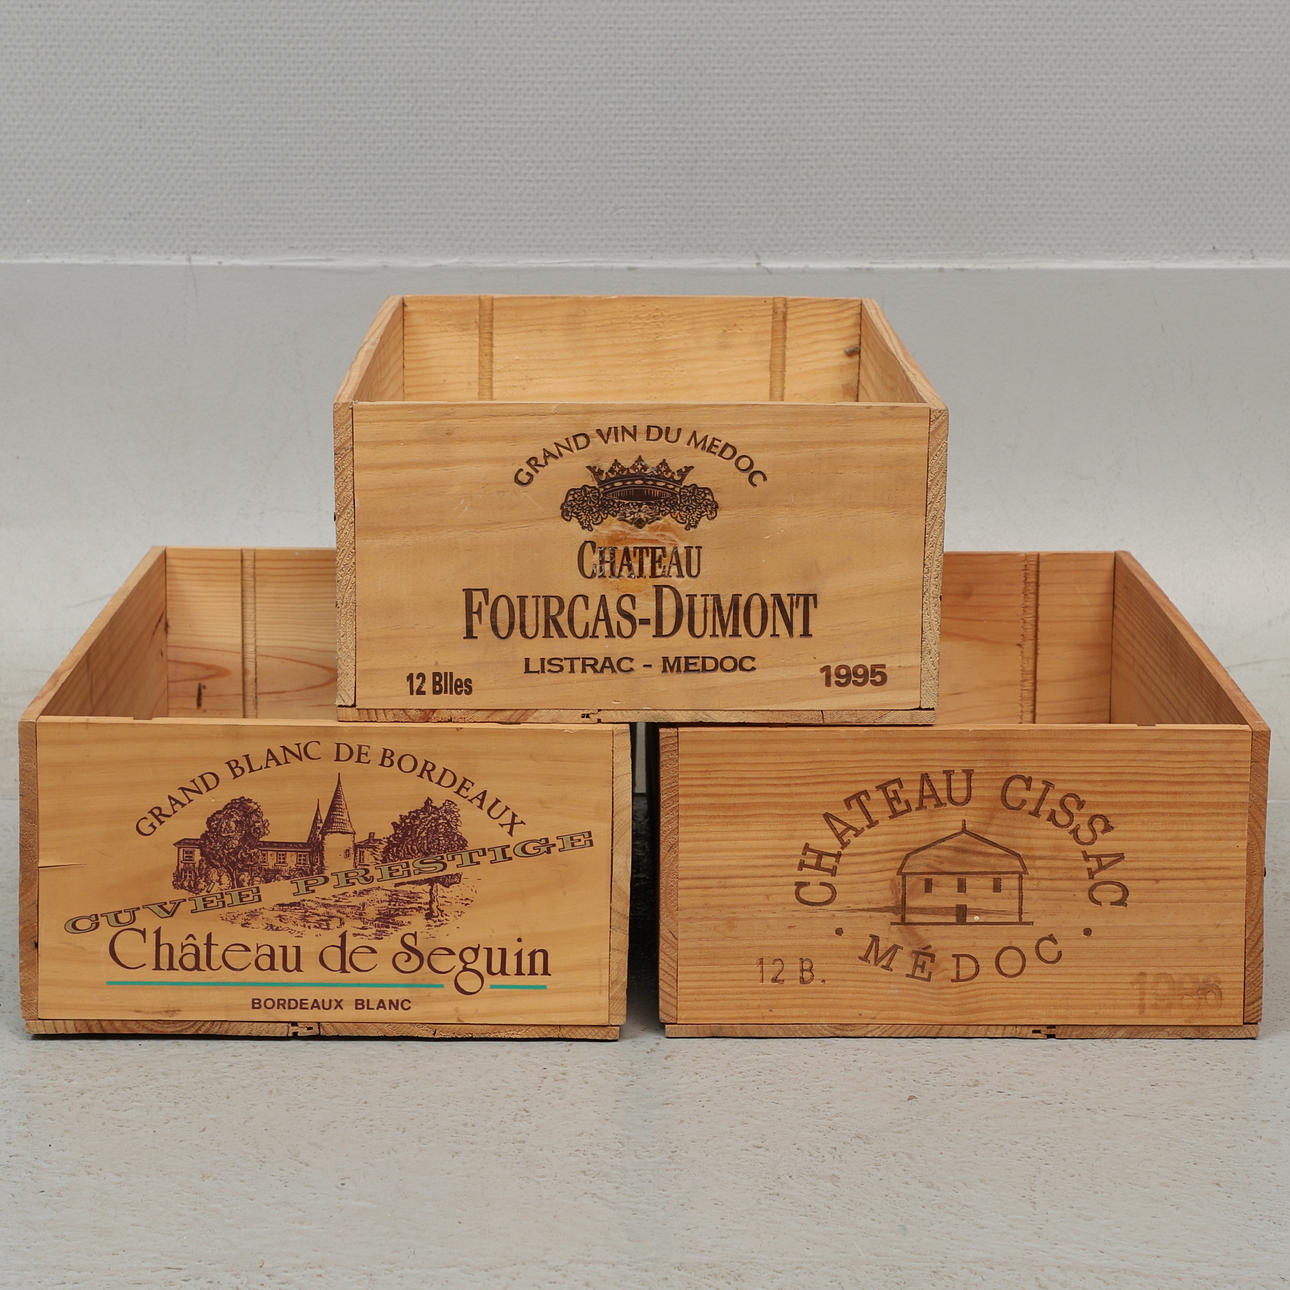 GRAND VIN DU MEDOC
CHATEAU
FOURCAS-DUMONT
LISTRAC - MEDOC
12 Blles
1995
GRAND BLANC DE BORDEAUX
CUVÉE PRESTIGE
Château de Seguin
BORDEAUX BLANC
CHATEAU CISSAC
• MÉDOC •
12 B.